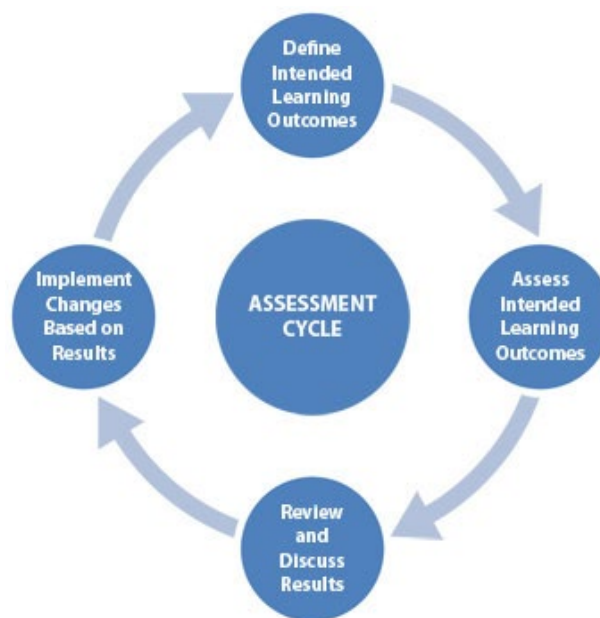 Define
Intended
Learning
Outcomes
Implement
Changes
Based on
Results
ASSESSMENT
CYCLE
Assess
Intended
Learning
Outcomes
Review
and
Discuss
Results